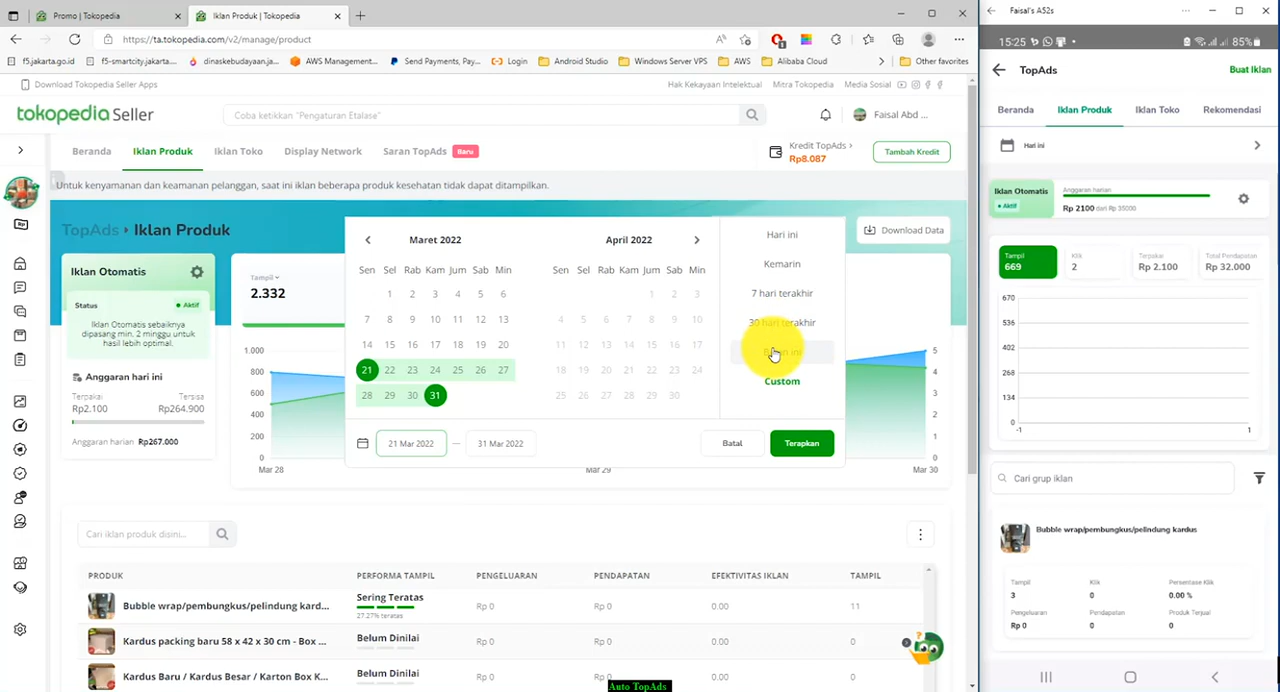 Promo | Tokopedia
Iklan Produk | Tokopedia
https://ta.tokopedia.com/v2/manage/product
f5.jakarta.go.id
f5-smartcity.jakarta....
dinaskebudayaan.ja...
AWS Management...
Send Payments, Pay...
Login
Android Studio
Windows Server VPS
AWS
Alibaba Cloud
Other favorites
Download Tokopedia Seller Apps
Hak Kekayaan Intelektual
Mitra Tokopedia
Media Sosial
tokopedia Seller
Coba ketikkan "Pengaturan Etalase"
Faisal Abd ...
Beranda
Iklan Produk
Iklan Toko
Display Network
Saran TopAds
Baru
Kredit TopAds
Rp8.087
Tambah Kredit
Untuk kenyamanan dan keamanan pelanggan, saat ini iklan beberapa produk kesehatan tidak dapat ditampilkan.
TopAds › Iklan Produk
Download Data
Iklan Otomatis
Status
Aktif
Iklan Otomatis sebaiknya
dipasang min. 2 minggu untuk
hasil lebih optimal.
Anggaran hari ini
Terpakai
Tersisa
Rp2.100
Rp264.900
Anggaran harian
Rp267.000
Tampil
2.332
1.000
800
600
400
200
0
Mar 28
Mar 29
Mar 30
5
4
3
2
1
0
Maret 2022
Sen Sel Rab Kam Jum Sab Min
1 2 3 4 5 6
7 8 9 10 11 12 13
14 15 16 17 18 19 20
21 22 23 24 25 26 27
28 29 30 31
April 2022
Sen Sel Rab Kam Jum Sab Min
1 2 3
4 5 6 7 8 9 10
11 12 13 14 15 16 17
18 19 20 21 22 23 24
25 26 27 28 29 30
Hari ini
Kemarin
7 hari terakhir
30 hari terakhir
Bulan ini
Custom
21 Mar 2022 — 31 Mar 2022
Batal
Terapkan
Cari iklan produk disini...
PRODUK
PERFORMA TAMPIL
PENGELUARAN
PENDAPATAN
EFEKTIVITAS IKLAN
TAMPIL
Bubble wrap/pembungkus/pelindung kard...
Sering Teratas
27.27% teratas
Rp 0
Rp 0
0.00
11
Kardus packing baru 58 x 42 x 30 cm - Box ...
Belum Dinilai
Rp 0
Rp 0
0.00
0
Kardus Baru / Kardus Besar / Karton Box K...
Belum Dinilai
Rp 0
Rp 0
0.00
0
Auto TopAds
Faisal's A52s
15:25
85%
TopAds
Buat Iklan
Beranda
Iklan Produk
Iklan Toko
Rekomendasi
Hari ini
Iklan Otomatis
Aktif
Anggaran harian
Rp 2100 dari Rp 35000
Tampil
669
Klik
2
Terpakai
Rp 2.100
Total Pendapatan
Rp 32.000
670
536
402
268
134
0
-1
1
Cari grup iklan
Bubble wrap/pembungkus/pelindung kardus
Tampil
3
Klik
0
Persentase Klik
0.00 %
Pengeluaran
Rp 0
Pendapatan
0
Produk Terjual
0